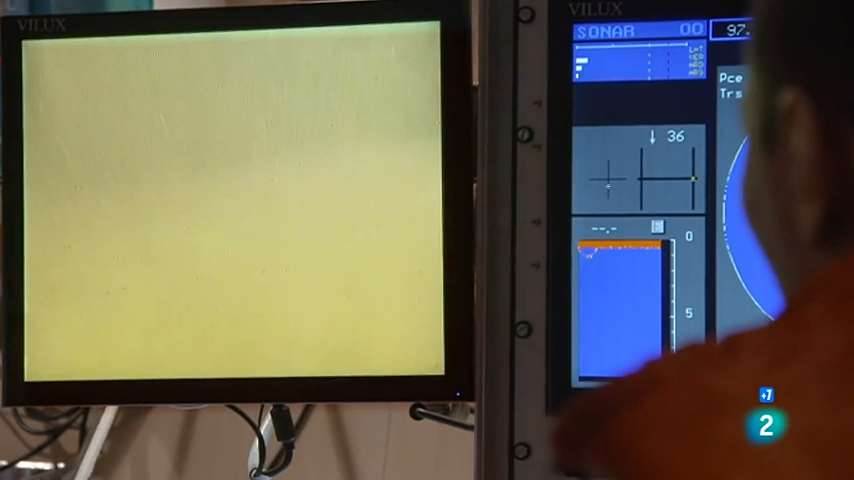 VILUX
VILUX
SONAR 00
97.
Pce
Trs
36
--.-
0
5
+7
2